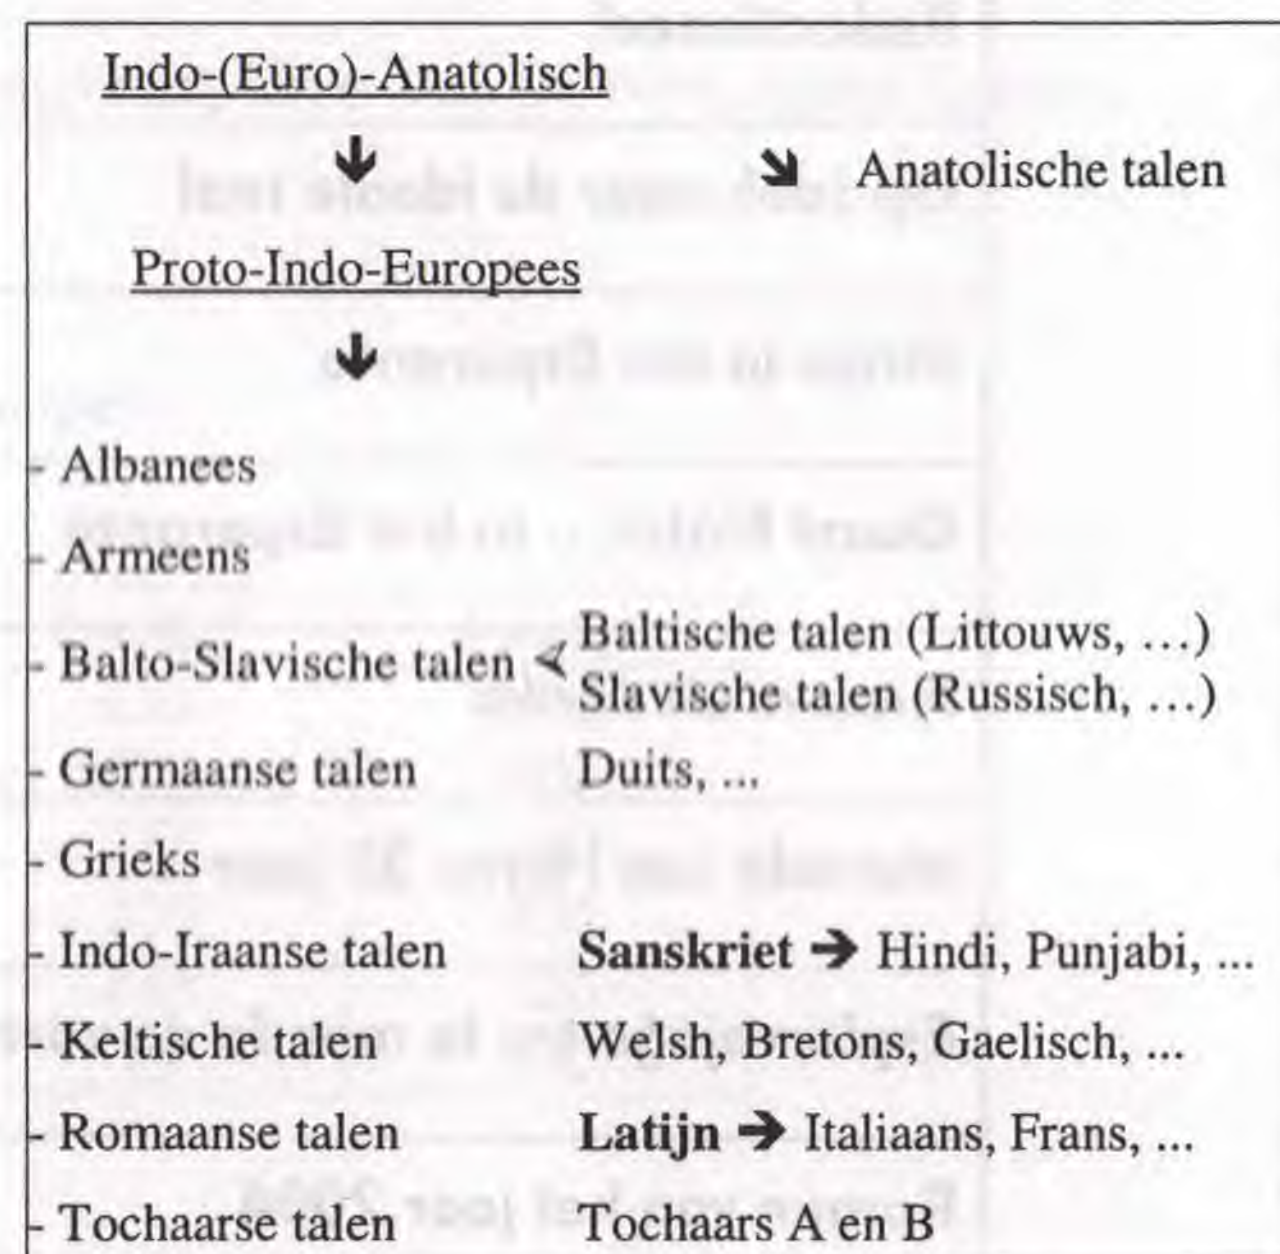 Indo-(Euro)-Anatolisch
🡫 🡮 Anatolische talen
Proto-Indo-Europees
🡫
- Albanees
- Armeens
Baltische talen (Littouws, ...)
- Balto-Slavische talen <
Slavische talen (Russisch, ...)
- Germaanse talen Duits, ...
- Grieks
- Indo-Iraanse talen Sanskriet ➔ Hindi, Punjabi, ...
- Keltische talen Welsh, Bretons, Gaelisch, ...
- Romaanse talen Latijn ➔ Italiaans, Frans, ...
- Tochaarse talen Tochaars A en B